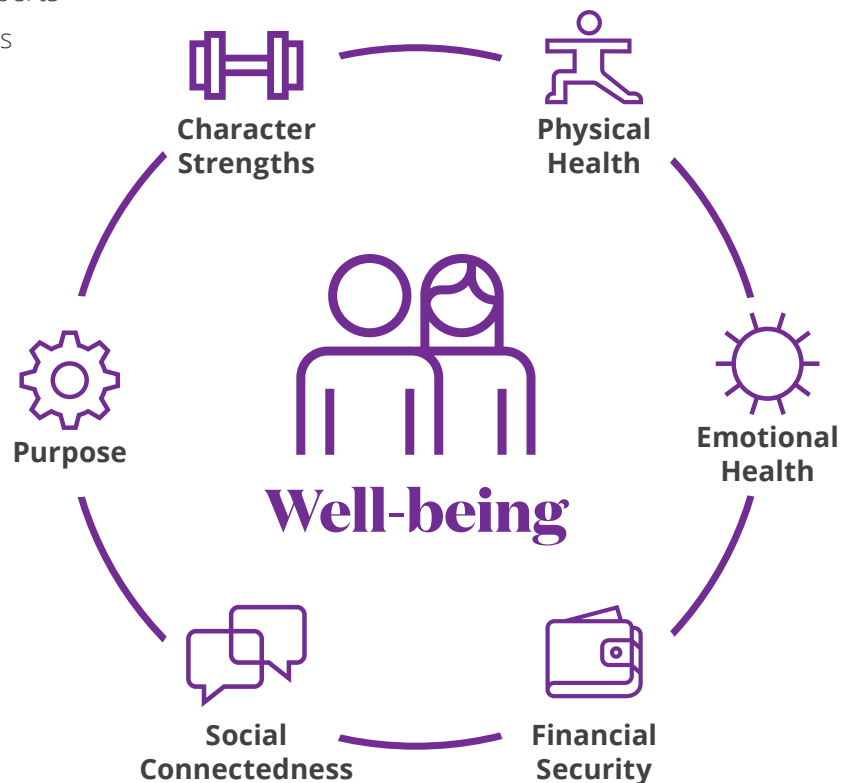 s
Character
Strengths
Physical
Health
Emotional
Health
Financial
Security
Social
Connectedness
Purpose
Well-being